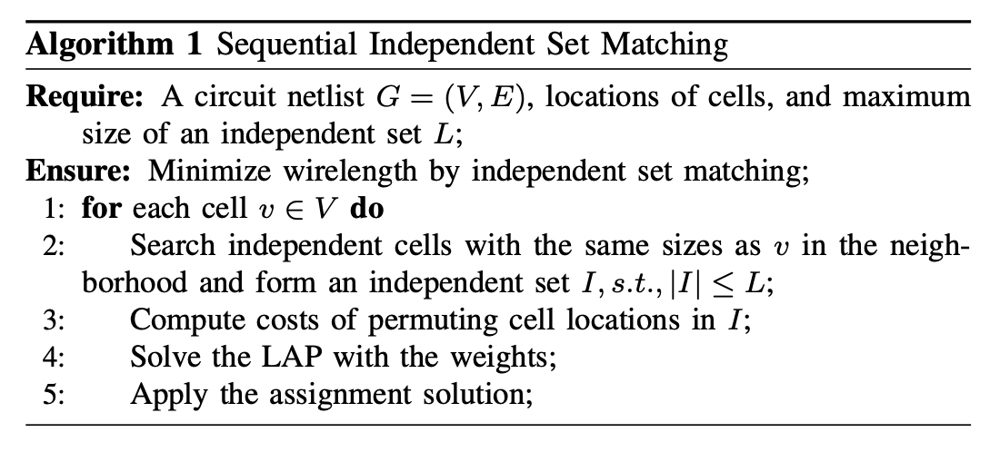 Algorithm 1 Sequential Independent Set Matching
Require: A circuit netlist G = (V, E), locations of cells, and maximum
size of an independent set L;
Ensure: Minimize wirelength by independent set matching;
1: for each cell v ∈ V do
2: Search independent cells with the same sizes as v in the neigh-
borhood and form an independent set I, s.t., |I| ≤ L;
3: Compute costs of permuting cell locations in I;
4: Solve the LAP with the weights;
5: Apply the assignment solution;